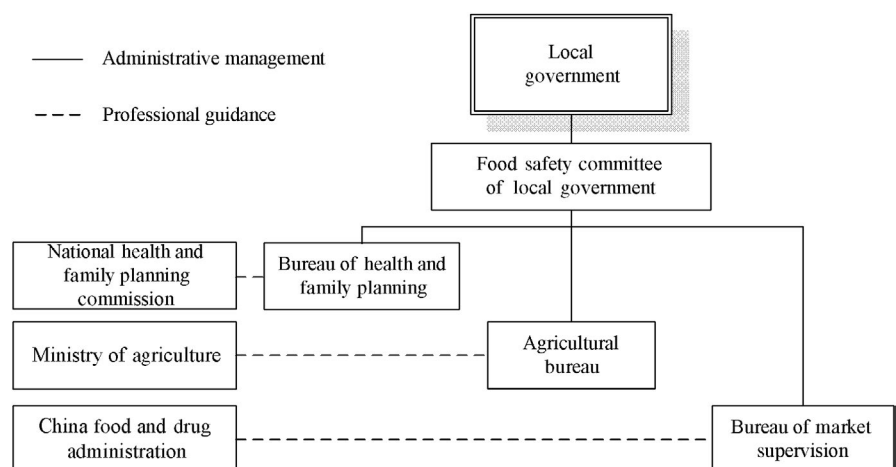 Administrative management
Professional guidance
Local
government
Food safety committee
of local government
National health and
family planning
commission
Bureau of health and
family planning
Ministry of agriculture
Agricultural
bureau
China food and drug
administration
Bureau of market
supervision